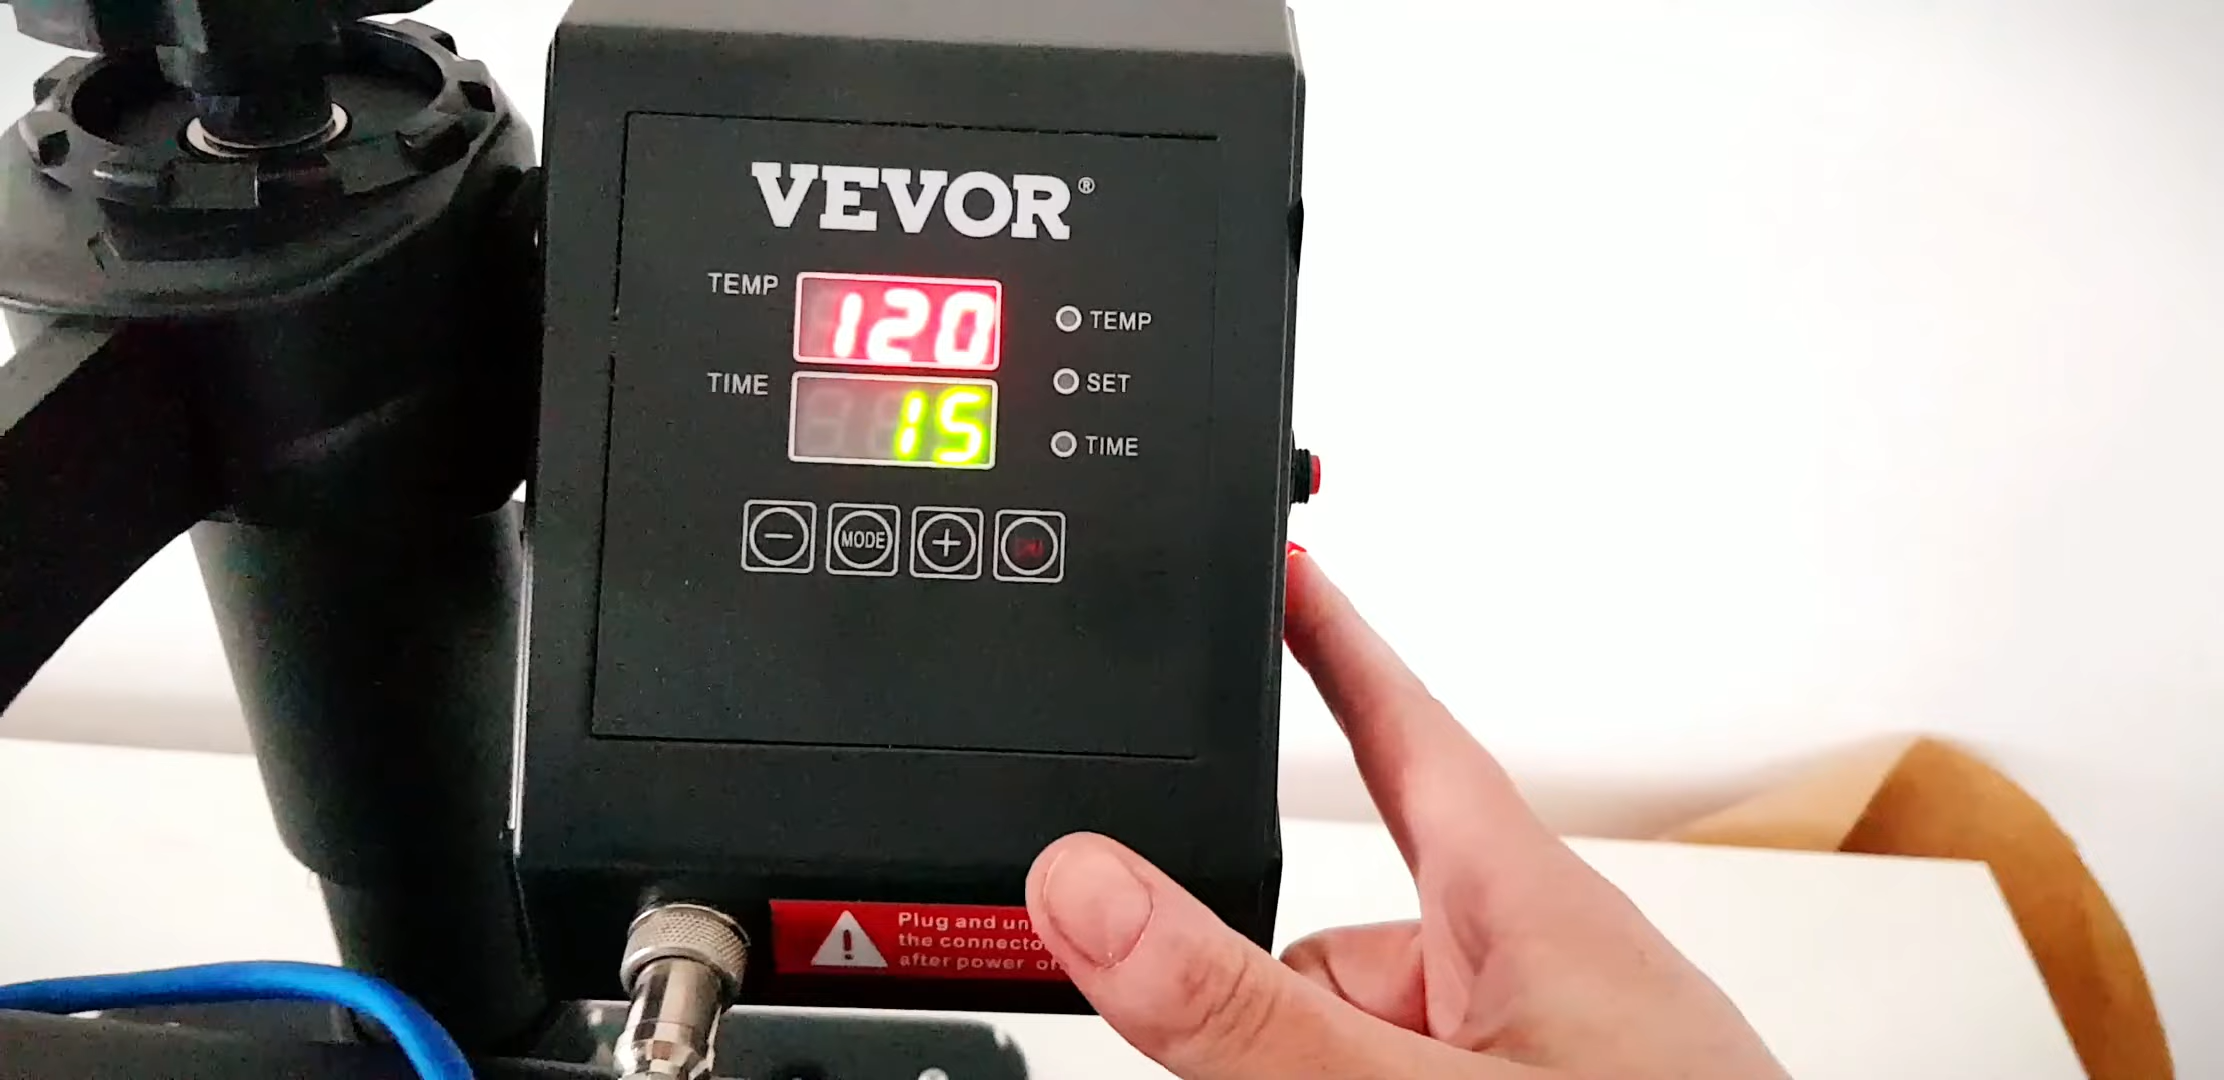 VEVOR®
TEMP 120 TEMP
SET
TIME 15 TIME
− MODE +
Plug and un
the connecto
after power